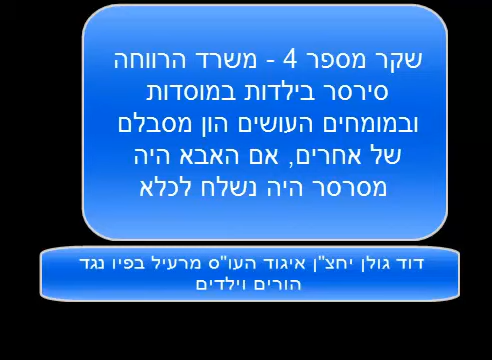 שקר מספר 4 - משרד הרווחה
סירסר בילדות במוסדות
ובמומחים העושים הון מסבלם
של אחרים, אם האבא היה
מסרסר היה נשלח לכלא
דוד גולן יחצ"ן איגוד העו"ס מרעיל בפיו נגד
הורים וילדים